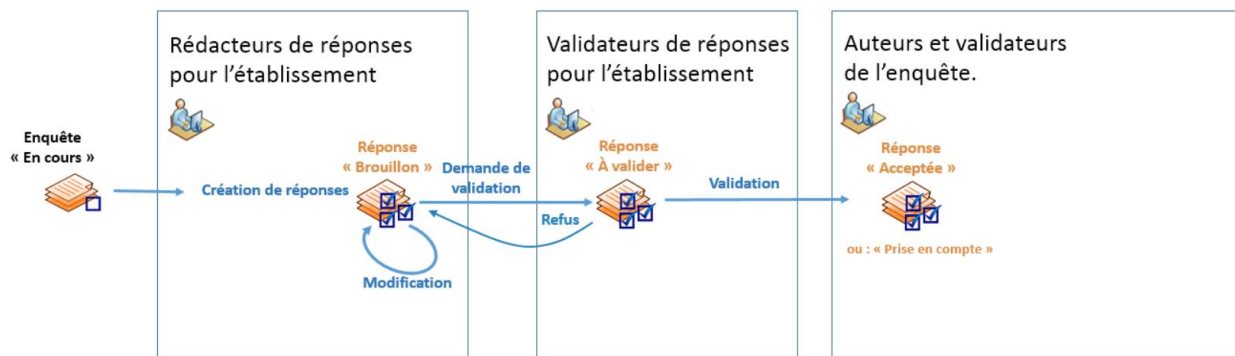 Rédacteurs de réponses
pour l’établissement
Validateurs de réponses
pour l’établissement
Auteurs et validateurs
de l’enquête.
Enquête
« En cours »
Création de réponses
Réponse
« Brouillon »
Modification
Demande de
validation
Refus
Réponse
« À valider »
Validation
Réponse
« Acceptée »
ou : « Prise en compte »